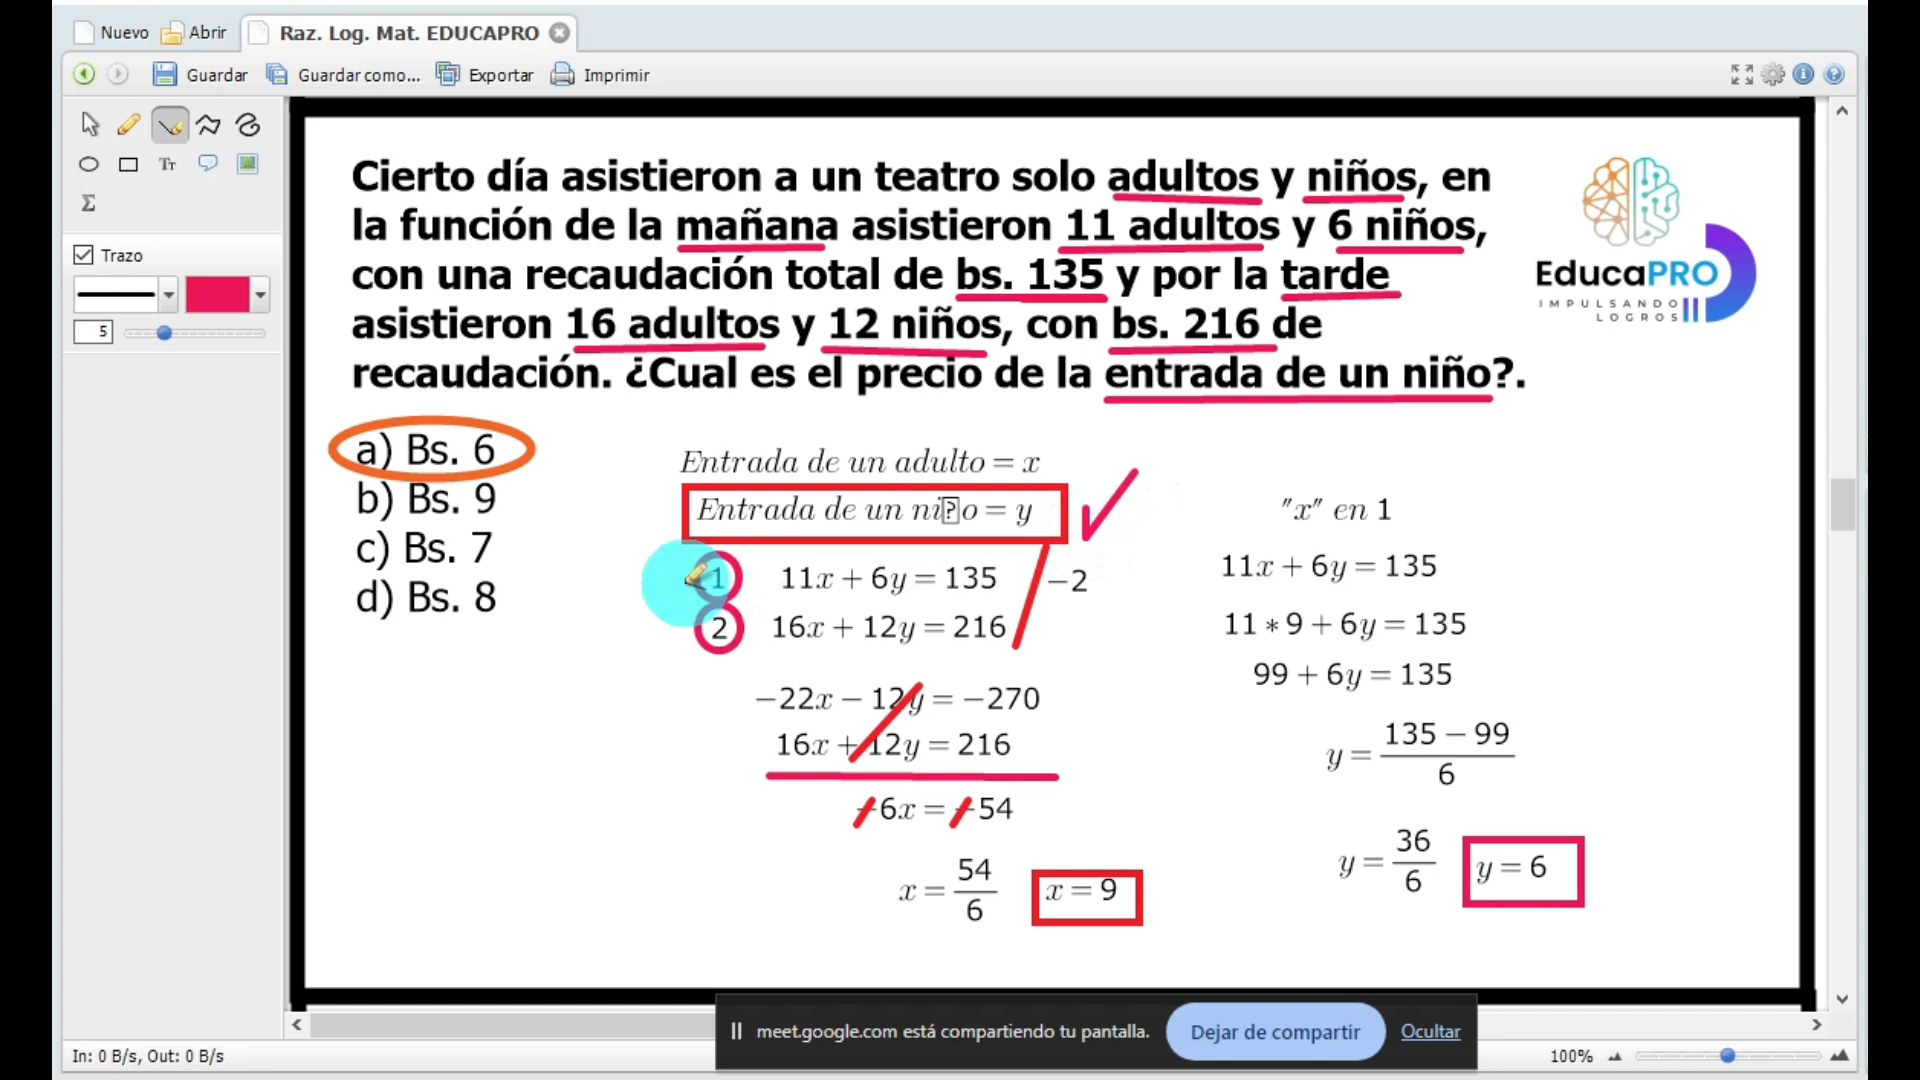 Nuevo Abrir Raz. Log. Mat. EDUCAPRO
Guardar Guardar como... Exportar Imprimir
Tr
Σ
Trazo
5
Cierto día asistieron a un teatro solo adultos y niños, en
la función de la mañana asistieron 11 adultos y 6 niños,
con una recaudación total de bs. 135 y por la tarde
asistieron 16 adultos y 12 niños, con bs. 216 de
recaudación. ¿Cual es el precio de la entrada de un niño?.
EducaPRO
IMPULSANDO
LOGROS
a) Bs. 6
b) Bs. 9
c) Bs. 7
d) Bs. 8
Entrada de un adulto = x
Entrada de un ni?o = y
1 11x + 6y = 135 −2
2 16x + 12y = 216
−22x − 12y = −270
16x + 12y = 216
−6x = −54
x = 54/6 x = 9
"x" en 1
11x + 6y = 135
11 * 9 + 6y = 135
99 + 6y = 135
y = 135 − 99/6
y = 36/6 y = 6
meet.google.com está compartiendo tu pantalla. Dejar de compartir Ocultar
In: 0 B/s, Out: 0 B/s 100%